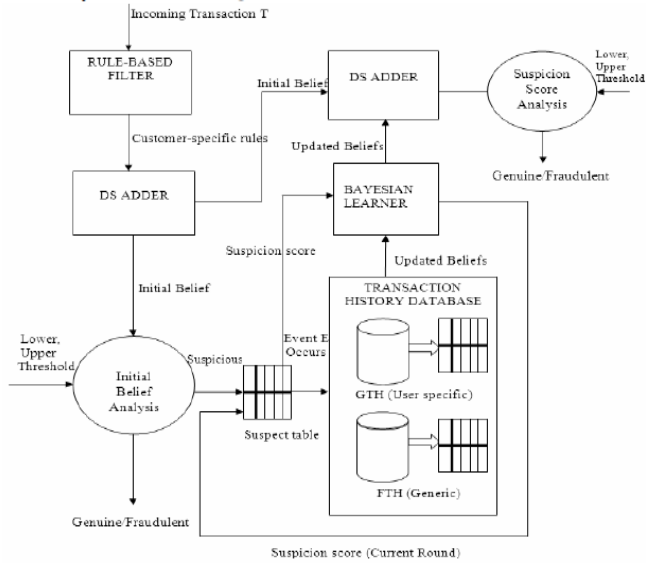 Incoming Transaction T
RULE-BASED
FILTER
Customer-specific rules
DS ADDER
Initial Belief
DS ADDER
Initial Belief
Suspicion
Score
Analysis
Lower,
Upper
Threshold
Genuine/Fraudulent
Updated Beliefs
BAYESIAN
LEARNER
Suspicion score
Updated Beliefs
TRANSACTION
HISTORY DATABASE
Lower,
Upper
Threshold
Initial
Belief
Analysis
Suspicious
Event E
Occurs
Suspect table
GTH (User specific)
FTH (Generic)
Genuine/Fraudulent
Suspicion score (Current Round)